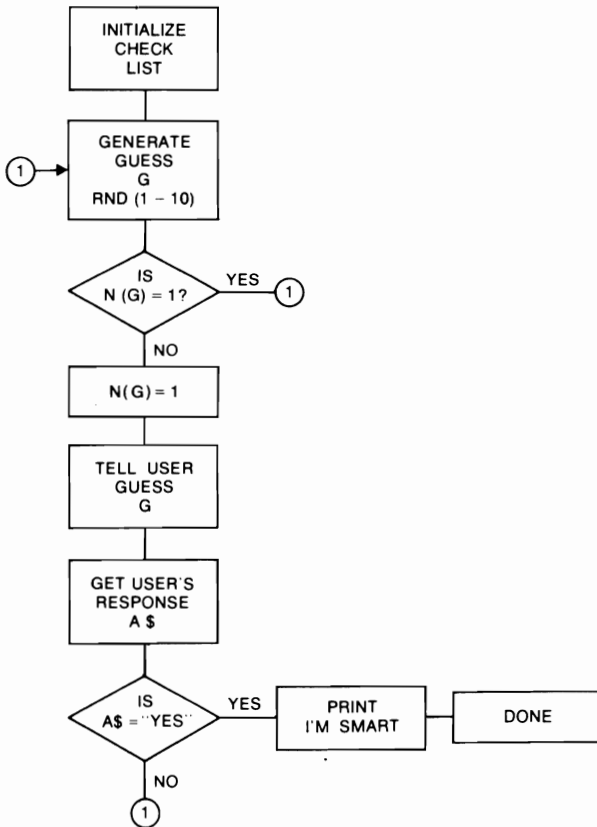 INITIALIZE
CHECK
LIST
1
GENERATE
GUESS
G
RND (1 – 10)
IS
N (G) = 1?
YES
1
NO
N(G) = 1
TELL USER
GUESS
G
GET USER'S
RESPONSE
A $
IS
A$ = "YES"
YES
PRINT
I'M SMART
DONE
NO
1